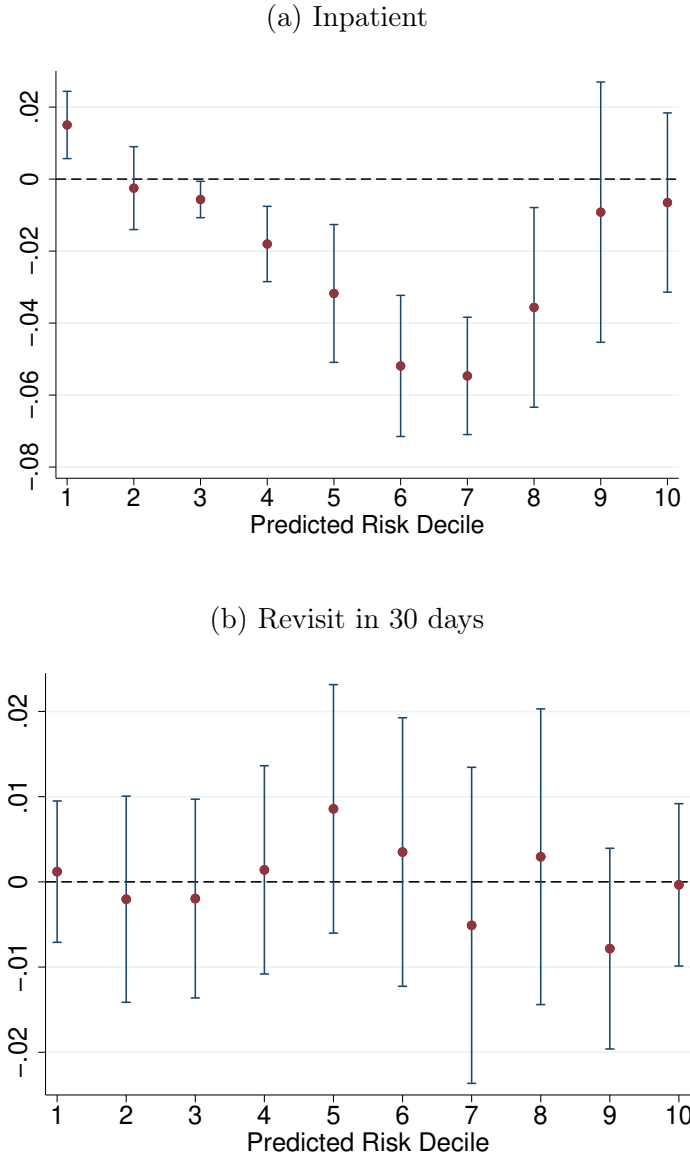 (a) Inpatient
.02
0
−.02
−.04
−.06
−.08
1 2 3 4 5 6 7 8 9 10
Predicted Risk Decile
(b) Revisit in 30 days
.02
.01
0
−.01
−.02
1 2 3 4 5 6 7 8 9 10
Predicted Risk Decile